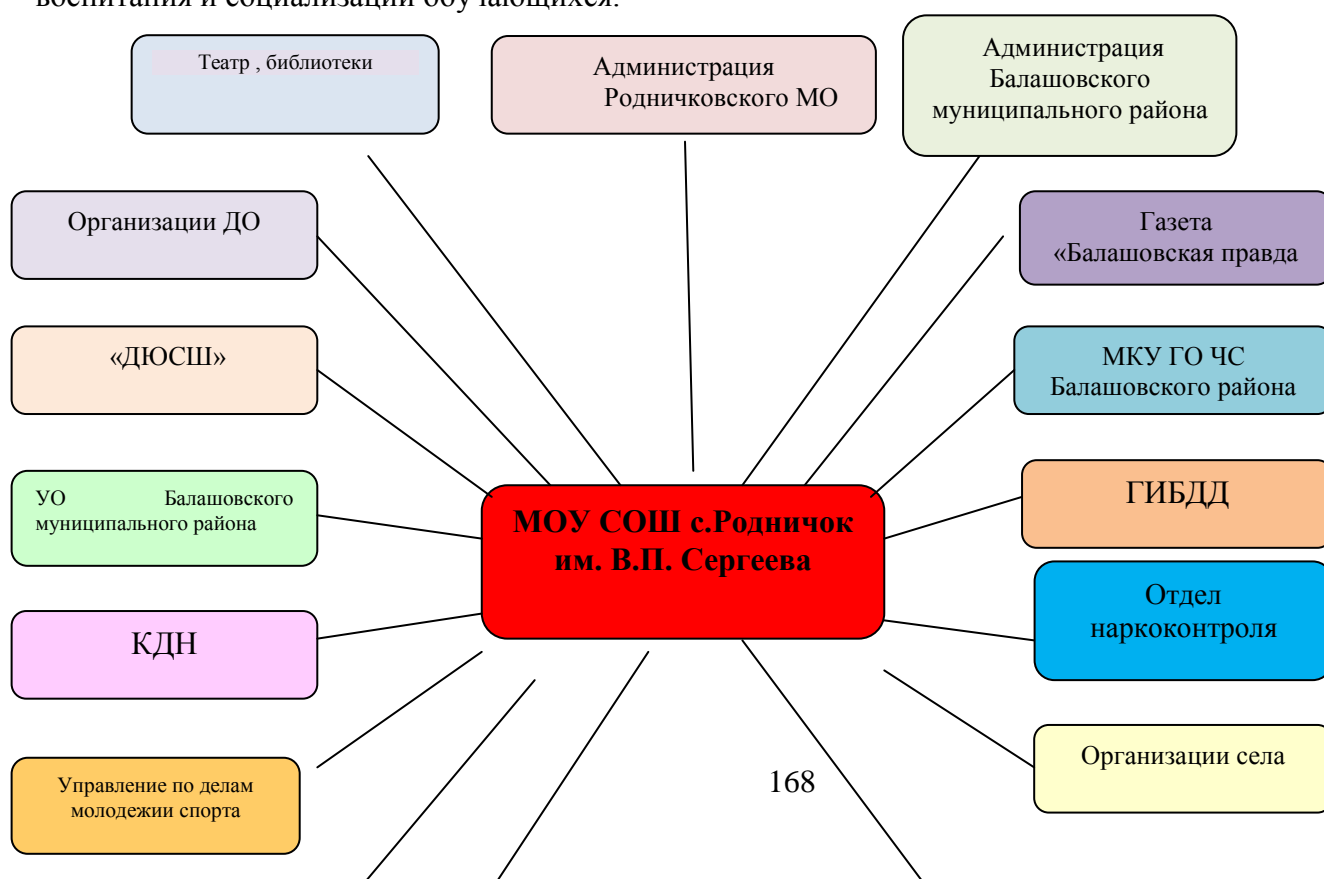 воспитания и социализации обучающихся.
Театр , библиотеки
Администрация
Родничковского МО
Администрация
Балашовского
муниципального района
Организации ДО
Газета
«Балашовская правда
«ДЮСШ»
МКУ ГО ЧС
Балашовского района
УО Балашовского
муниципального района
МОУ СОШ с.Родничок
им. В.П. Сергеева
ГИБДД
Отдел
наркоконтроля
КДН
Организации села
Управление по делам
молодежии спорта
168